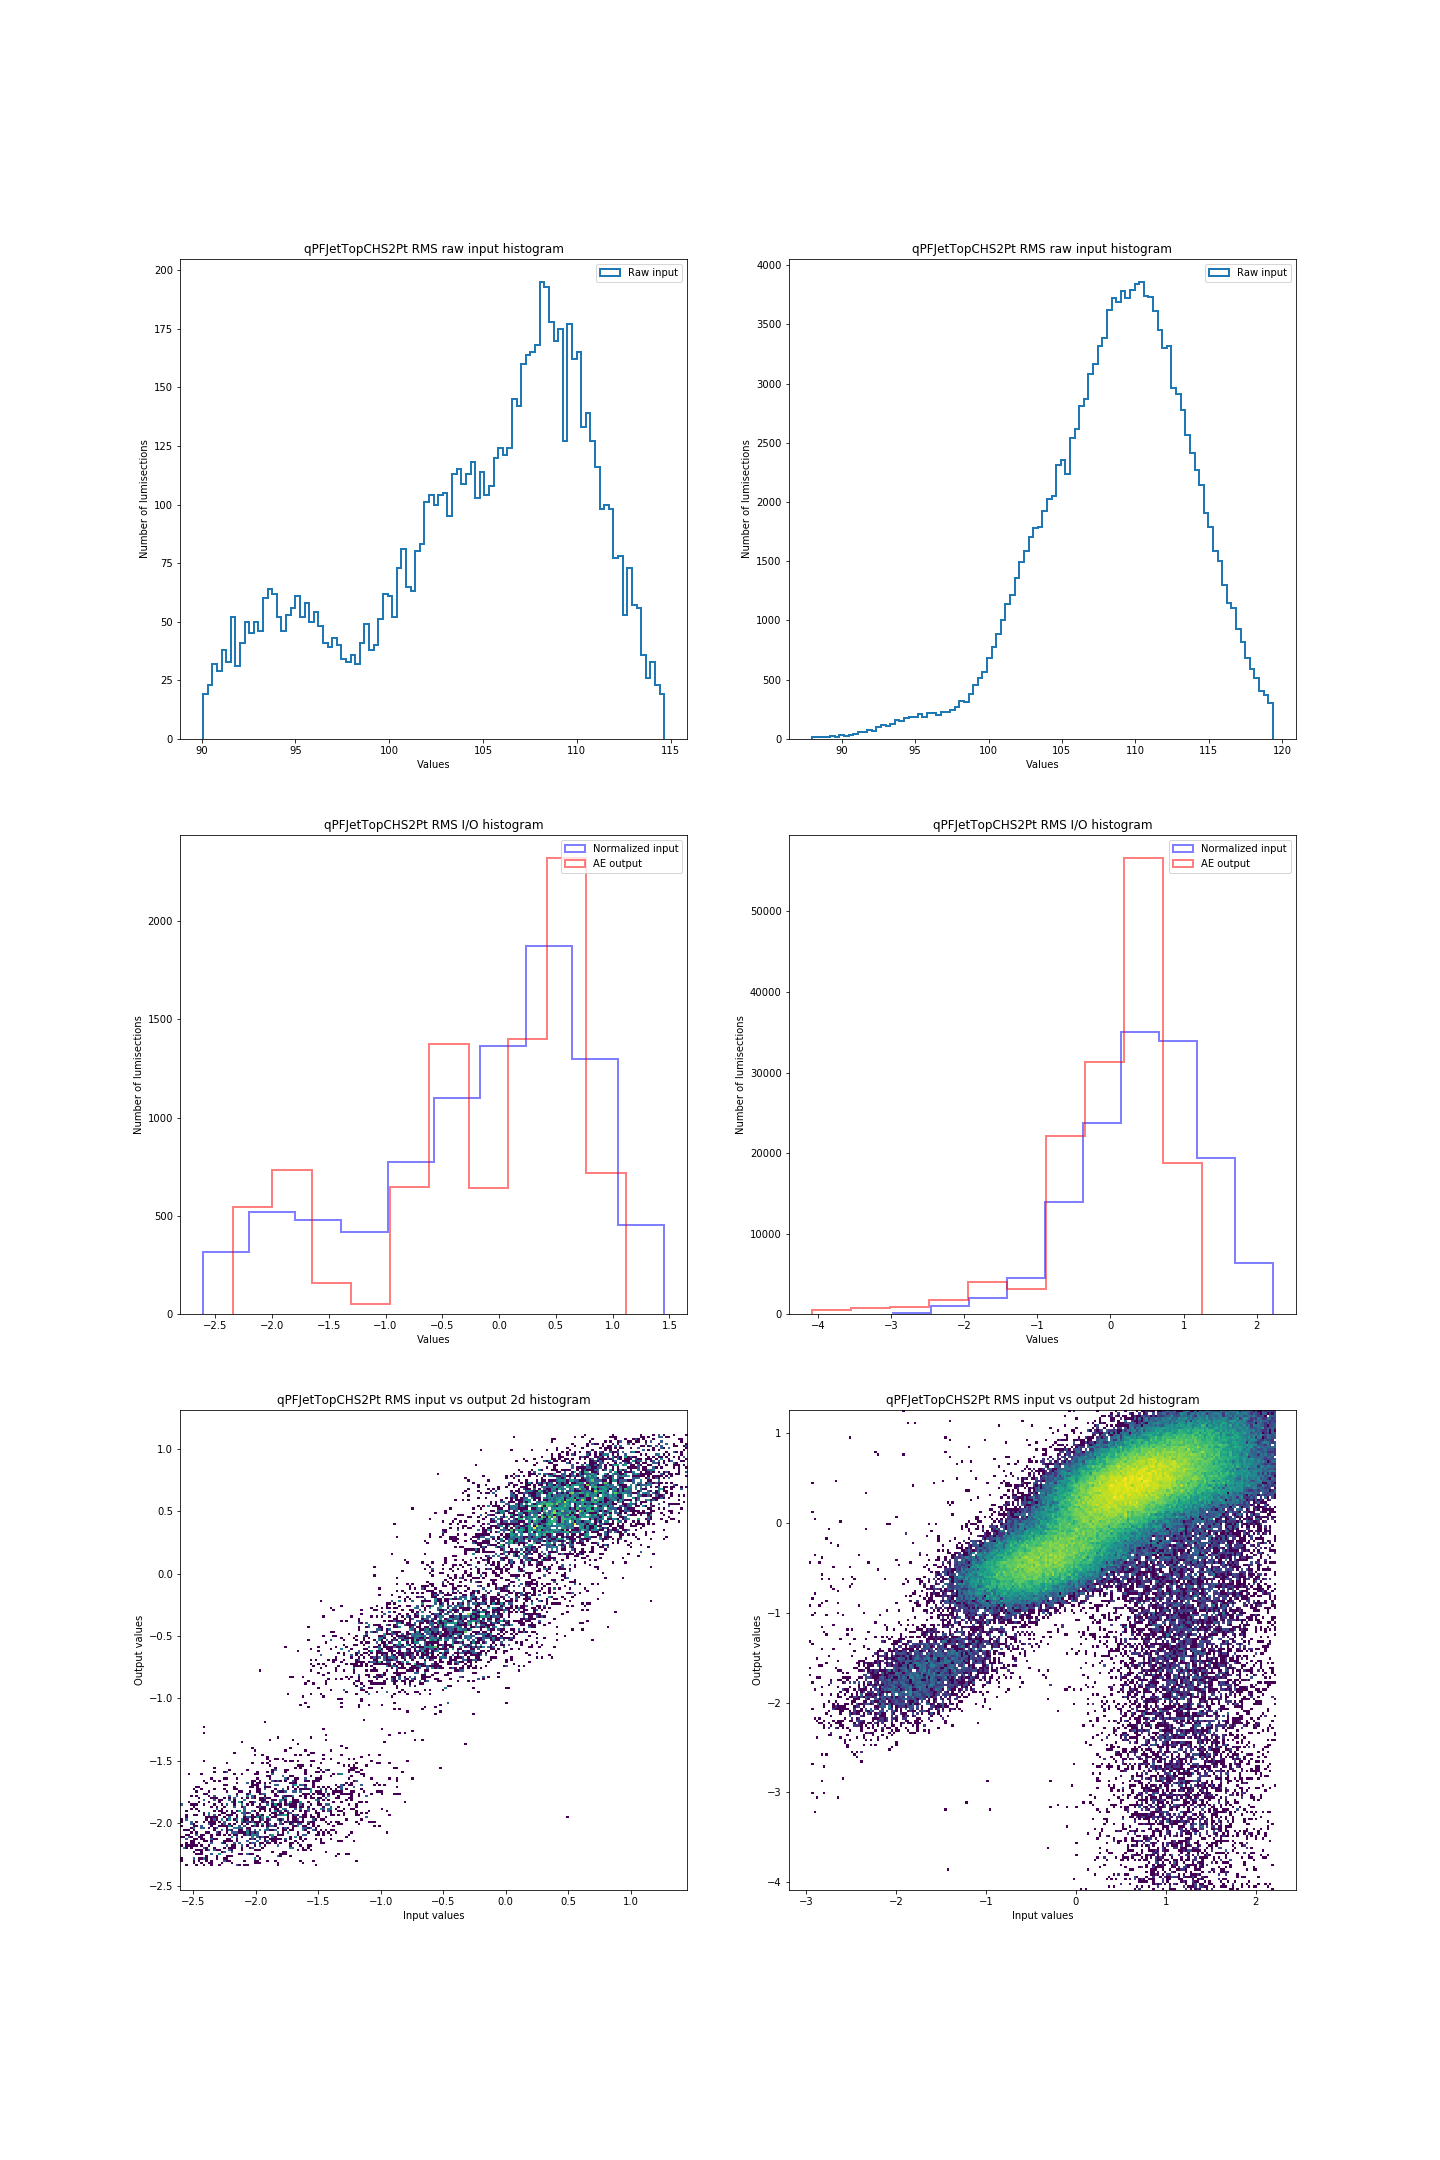 qPFJetTopCHS2Pt RMS raw input histogram
Raw input
200
175
150
125
100
75
50
25
0
Number of lumisections
90 95 100 105 110 115
Values
qPFJetTopCHS2Pt RMS raw input histogram
Raw input
4000
3500
3000
2500
2000
1500
1000
500
0
Number of lumisections
90 95 100 105 110 115 120
Values
qPFJetTopCHS2Pt RMS I/O histogram
Normalized input
AE output
2000
1500
1000
500
0
Number of lumisections
−2.5 −2.0 −1.5 −1.0 −0.5 0.0 0.5 1.0 1.5
Values
qPFJetTopCHS2Pt RMS I/O histogram
Normalized input
AE output
50000
40000
30000
20000
10000
0
Number of lumisections
−4 −3 −2 −1 0 1 2
Values
qPFJetTopCHS2Pt RMS input vs output 2d histogram
1.0
0.5
0.0
−0.5
−1.0
−1.5
−2.0
−2.5
Output values
−2.5 −2.0 −1.5 −1.0 −0.5 0.0 0.5 1.0
Input values
qPFJetTopCHS2Pt RMS input vs output 2d histogram
1
0
−1
−2
−3
−4
Output values
−3 −2 −1 0 1 2
Input values